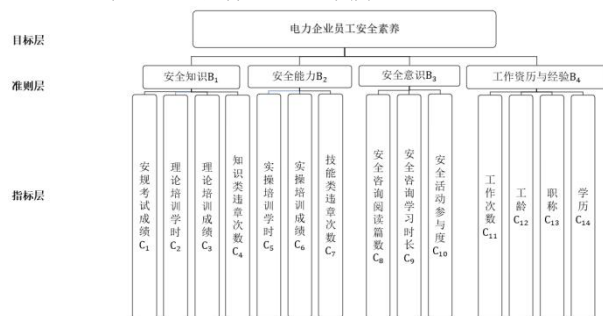 目标层
电力企业员工安全素养
准则层
安全知识B₁
安全能力B₂
安全意识B₃
工作资历与经验B₄
指标层
安规考试成绩C₁
理论培训学时C₂
理论培训成绩C₃
知识类违章次数C₄
实操培训学时C₅
实操培训成绩C₆
技能类违章次数C₇
安全咨询阅读篇数C₈
安全咨询学习时长C₉
安全活动参与度C₁₀
工作次数C₁₁
工龄C₁₂
职称C₁₃
学历C₁₄